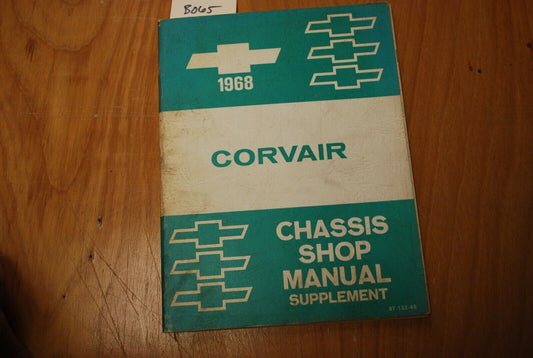 B065
1968
CORVAIR
CHASSIS
SHOP
MANUAL
SUPPLEMENT